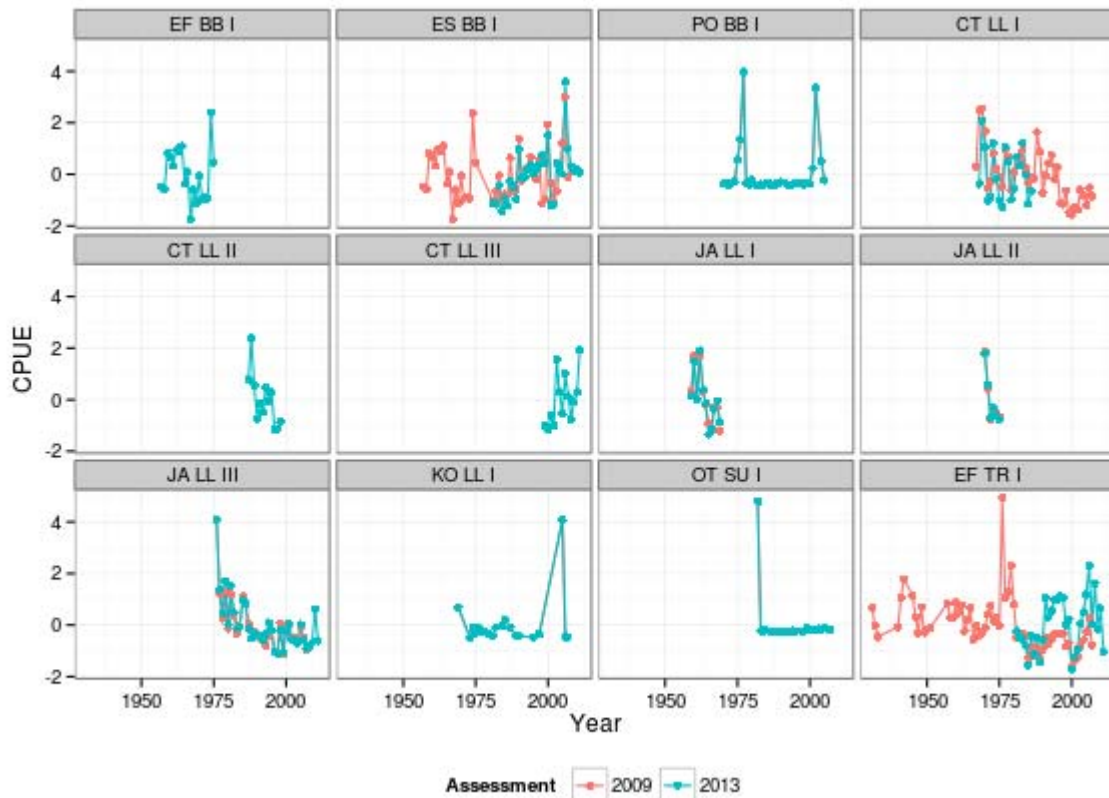 EF BB I ES BB I PO BB I CT LL I
4
2
0
-2
CT LL II CT LL III JA LL I JA LL II
4
2
0
-2
CPUE
JA LL III KO LL I OT SU I EF TR I
4
2
0
-2
1950 1975 2000 1950 1975 2000 1950 1975 2000 1950 1975 2000
Year
Assessment 2009 2013